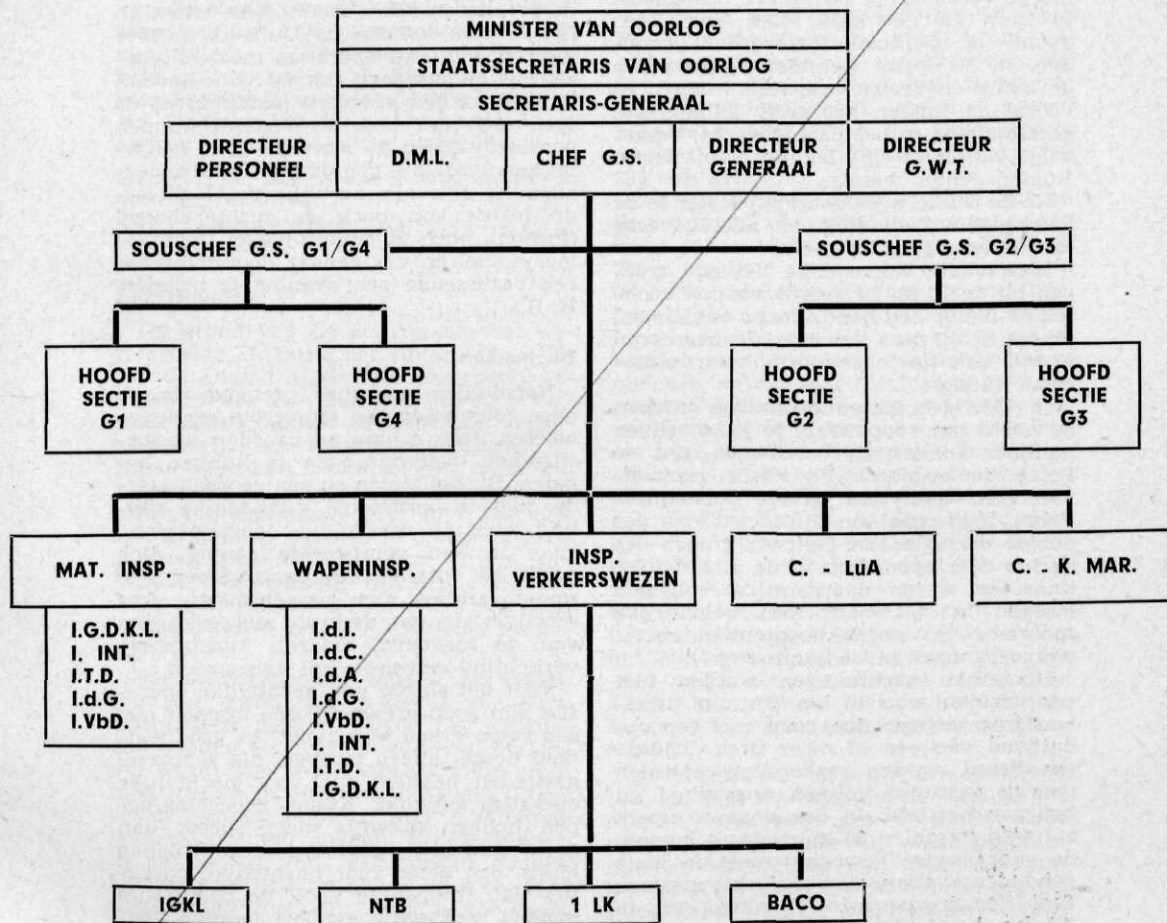 MINISTER VAN OORLOG
STAATSSECRETARIS VAN OORLOG
SECRETARIS-GENERAAL
DIRECTEUR
PERSONEEL
D.M.L.
CHEF G.S.
DIRECTEUR
GENERAAL
DIRECTEUR
G.W.T.
SOUSCHEF G.S. G1/G4
SOUSCHEF G.S. G2/G3
HOOFD
SECTIE
G1
HOOFD
SECTIE
G4
HOOFD
SECTIE
G2
HOOFD
SECTIE
G3
MAT. INSP.
WAPENINSP.
INSP.
VERKEERSWEZEN
C. - LuA
C. - K. MAR.
I.G.D.K.L.
I. INT.
I.T.D.
I.d.G.
I.VbD.
I.d.I.
I.d.C.
I.d.A.
I.d.G.
I.VbD.
I. INT.
I.T.D.
I.G.D.K.L.
IGKL
NTB
1 LK
BACO